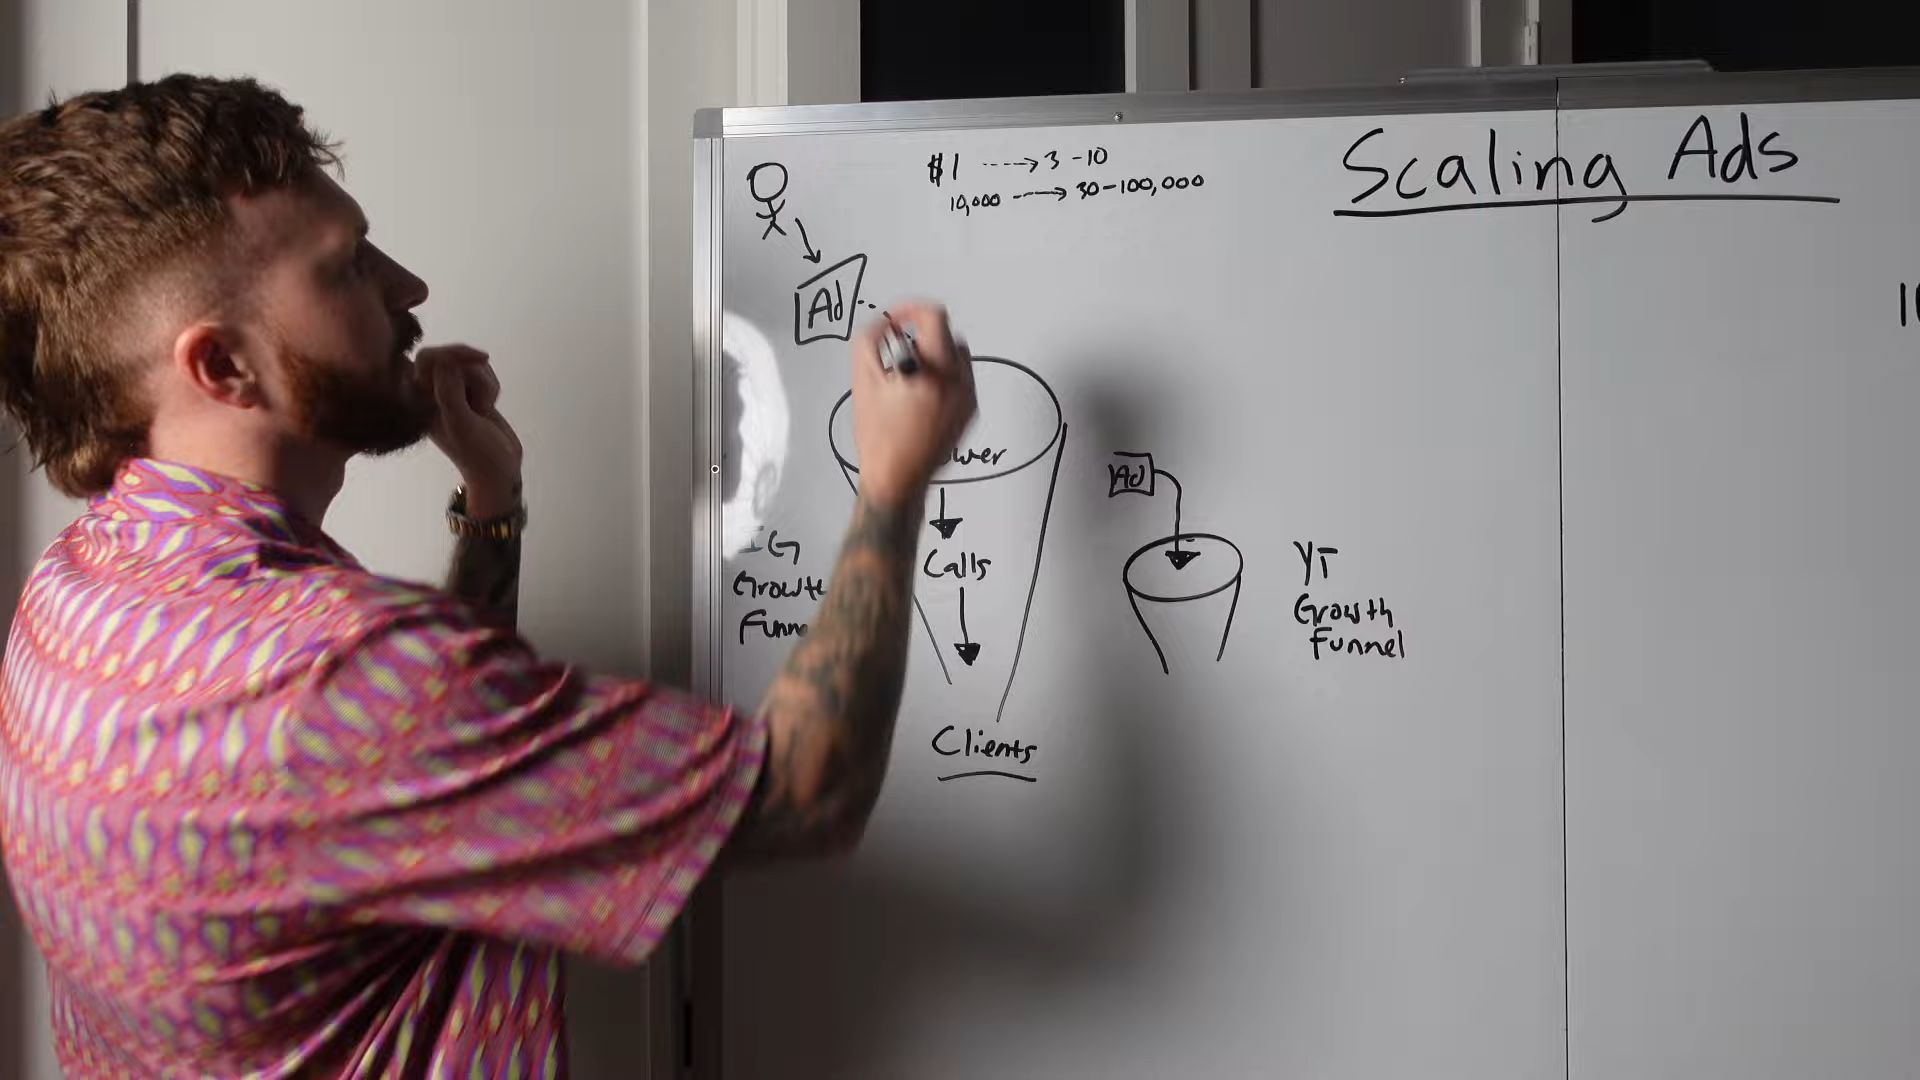 $1 ----> 3-10
10,000 ----> 30-100,000
Scaling Ads
Ad
Ad
Calls
Clients
IG
Growth
YT
Growth
Funnel